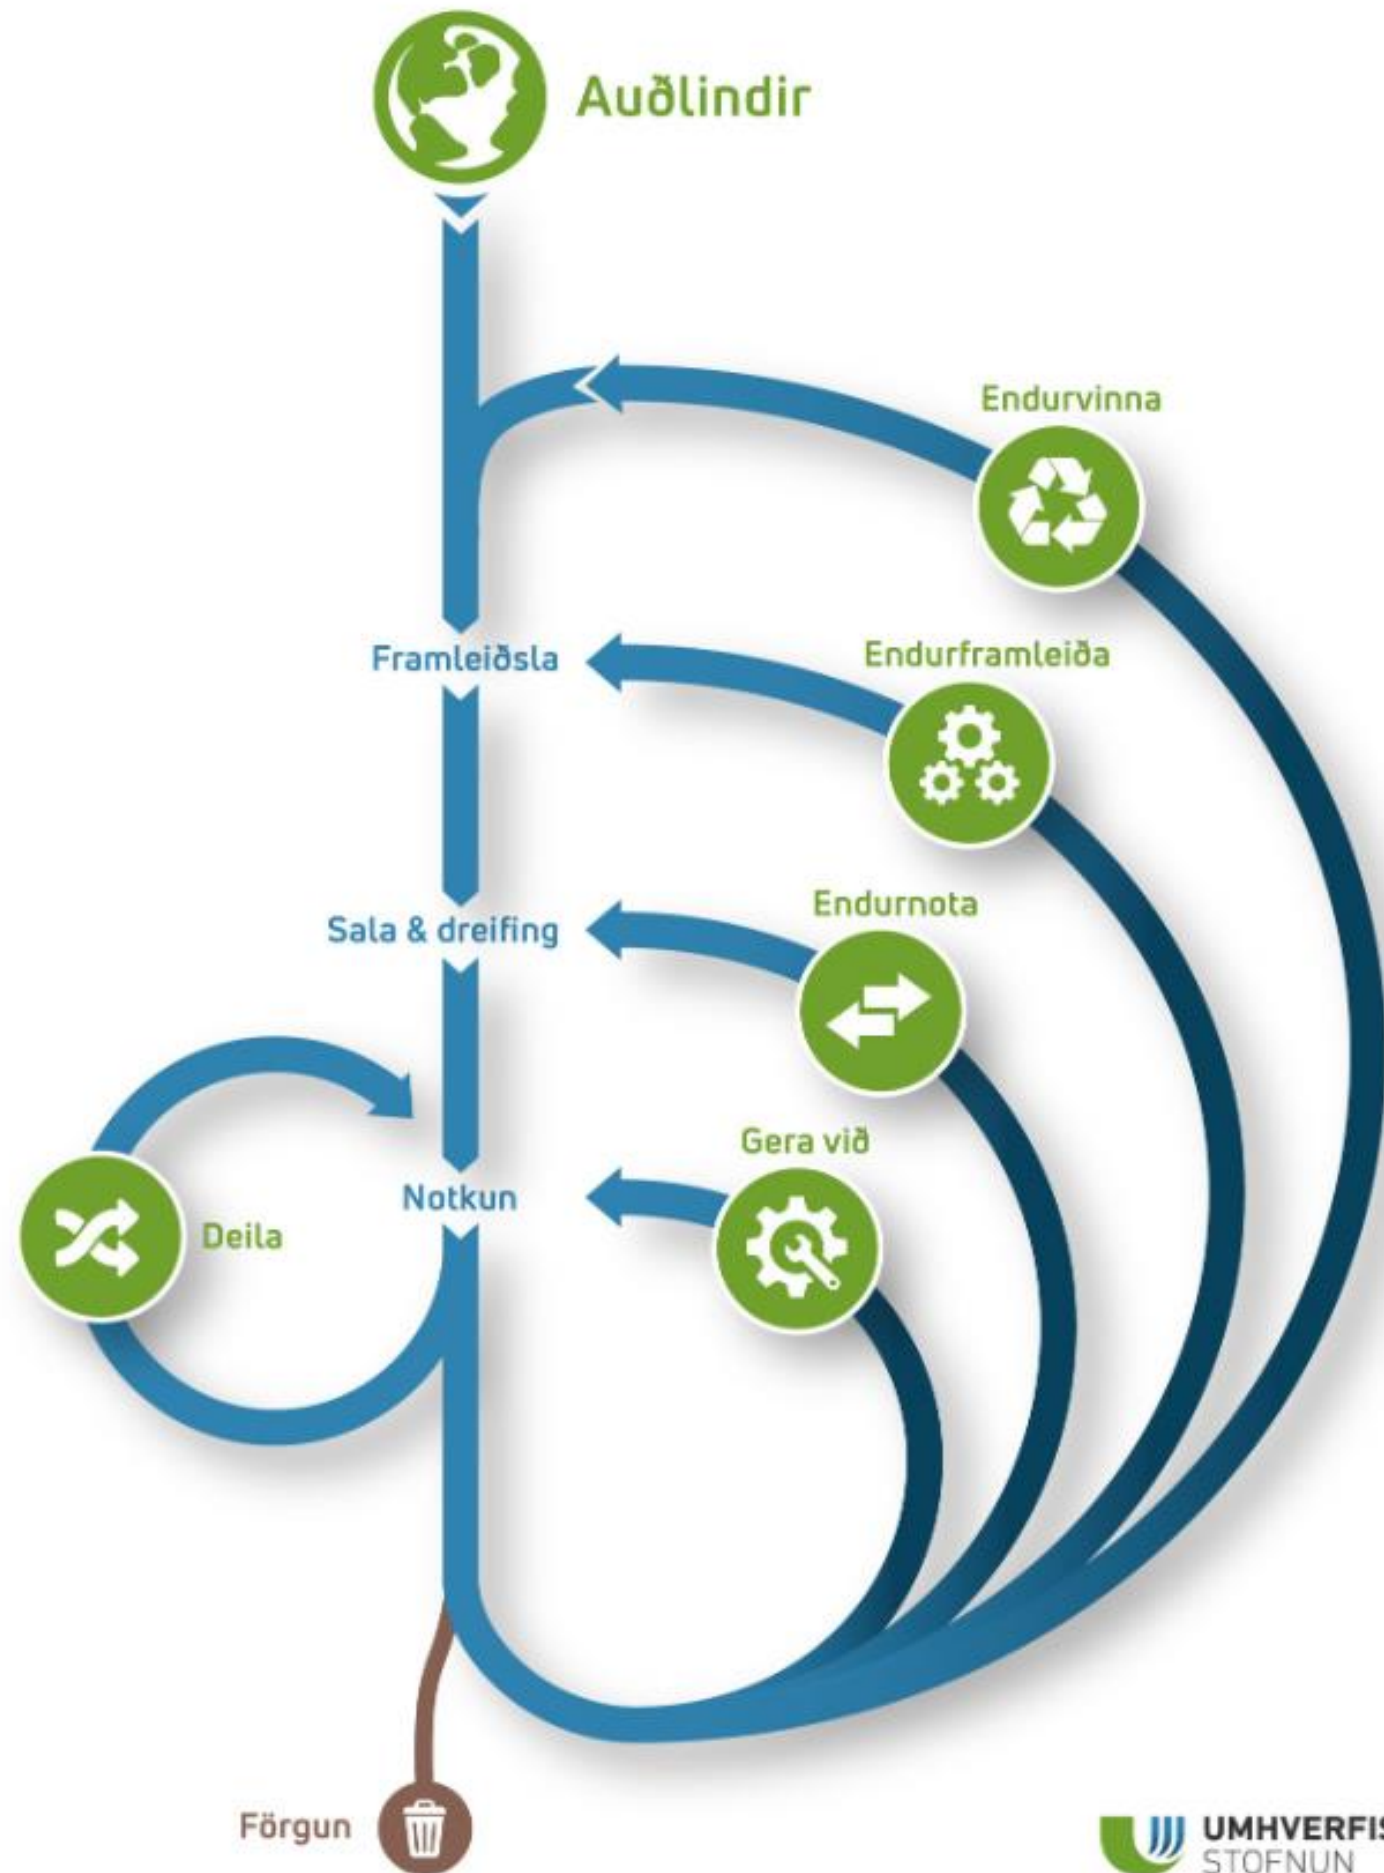 Auðlindir
Endurvinna
Framleiðsla
Endurframleiða
Sala & dreifing
Endurnota
Gera við
Notkun
Deila
Förgun
UMHVERFIS
STOFNUN